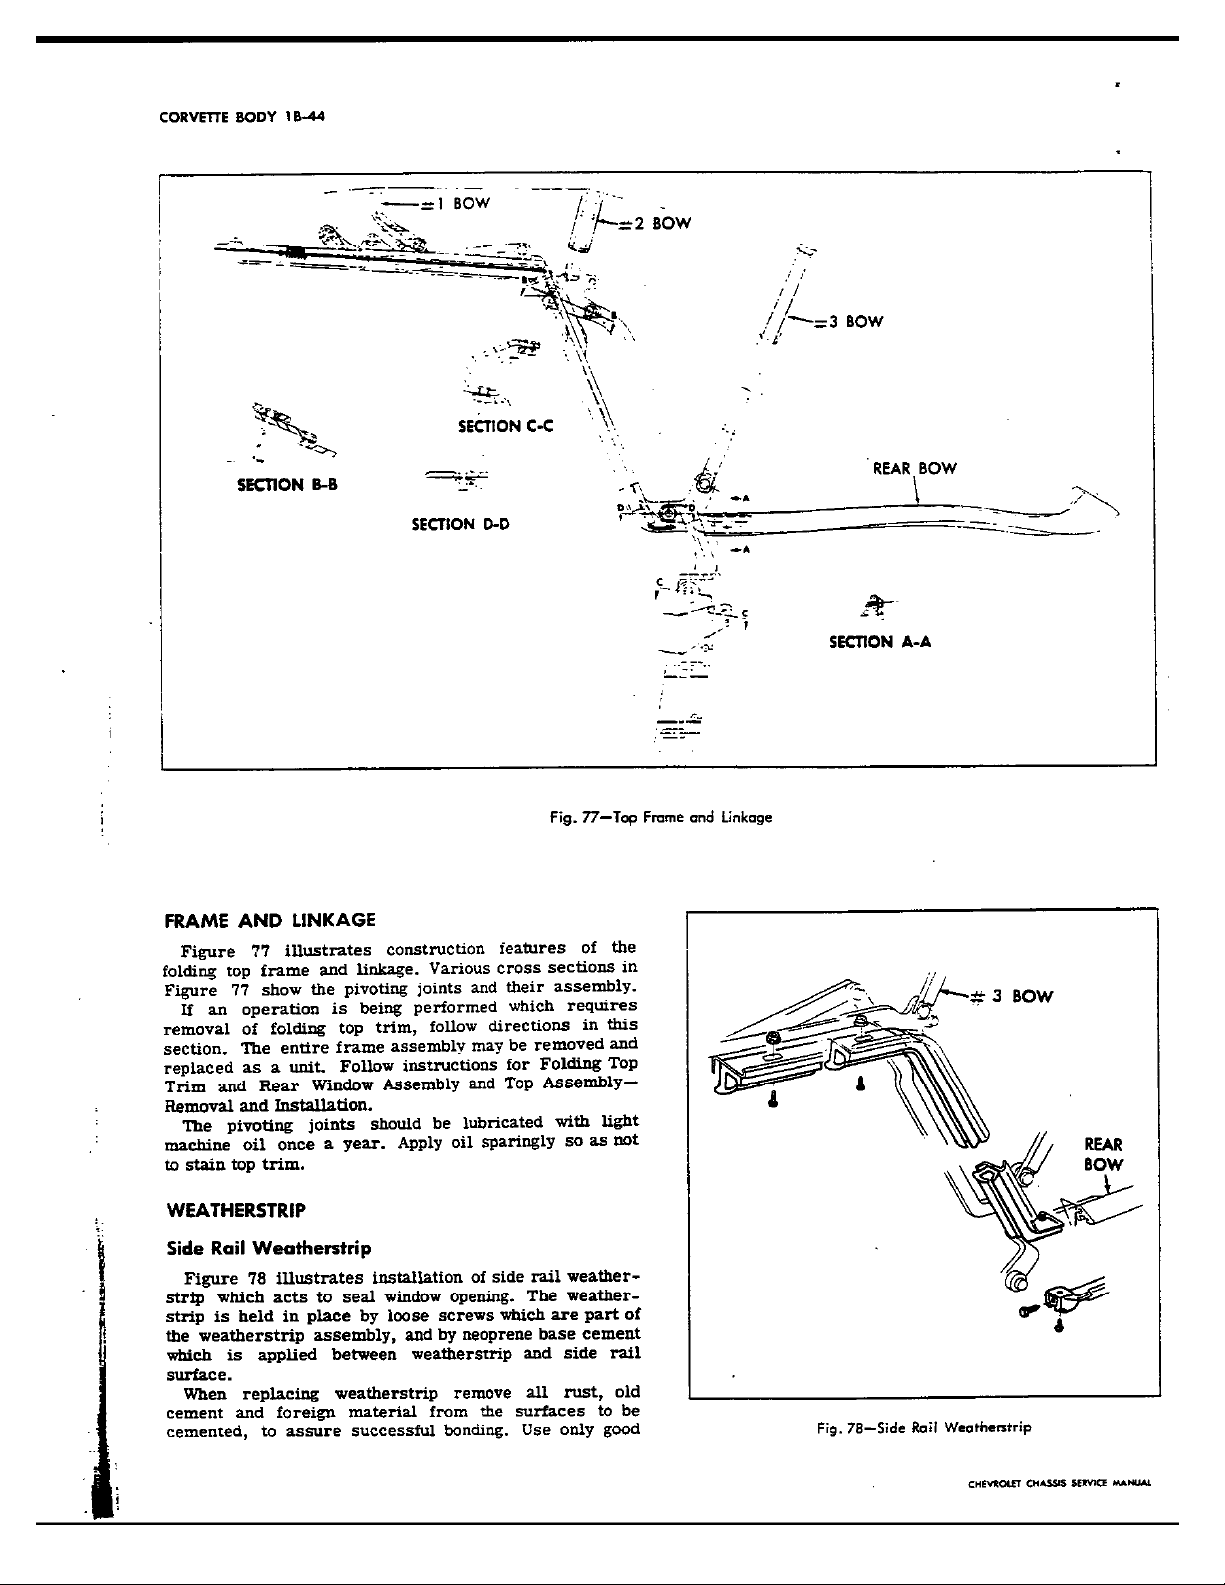 CORVETTE BODY 1B-44
#1 BOW
#2 BOW
#3 BOW
SECTION C-C
SECTION B-B
REAR BOW
SECTION D-D
B
B
D
D
A
A
C
C
SECTION A-A
Fig. 77—Top Frame and Linkage
FRAME AND LINKAGE
Figure 77 illustrates construction features of the
folding top frame and linkage. Various cross sections in
Figure 77 show the pivoting joints and their assembly.
If an operation is being performed which requires
removal of folding top trim, follow directions in this
section. The entire frame assembly may be removed and
replaced as a unit. Follow instructions for Folding Top
Trim and Rear Window Assembly and Top Assembly—
Removal and Installation.
The pivoting joints should be lubricated with light
machine oil once a year. Apply oil sparingly so as not
to stain top trim.
WEATHERSTRIP
Side Rail Weatherstrip
Figure 78 illustrates installation of side rail weather-
strip which acts to seal window opening. The weather-
strip is held in place by loose screws which are part of
the weatherstrip assembly, and by neoprene base cement
which is applied between weatherstrip and side rail
surface.
When replacing weatherstrip remove all rust, old
cement and foreign material from the surfaces to be
cemented, to assure successful bonding. Use only good
# 3 BOW
REAR
BOW
Fig. 78—Side Rail Weatherstrip
CHEVROLET CHASSIS SERVICE MANUAL